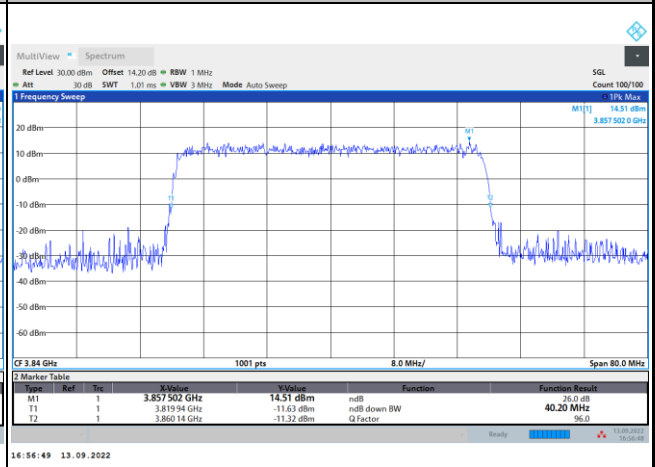 MultiView Spectrum
Ref Level 30.00 dBm Offset 14.20 dB RBW 1 MHz SGL
Att 30 dB SWT 1.01 ms VBW 3 MHz Mode Auto Sweep Count 100/100
1 Frequency Sweep 1Pk Max
M1[1] 14.51 dBm
3.857 502 0 GHz
20 dBm
M1
10 dBm
0 dBm
T1 T2
-10 dBm
-20 dBm
-30 dBm
-40 dBm
-50 dBm
-60 dBm
CF 3.84 GHz 1001 pts 8.0 MHz/ Span 80.0 MHz
2 Marker Table
Type Ref Trc X-Value Y-Value Function Function Result
M1 1 3.857 502 GHz 14.51 dBm ndB 26.0 dB
T1 1 3.819 94 GHz -11.63 dBm ndB down BW 40.20 MHz
T2 1 3.860 14 GHz -11.32 dBm Q Factor 96.0
Ready 13.09.2022
16:56:48
16:56:49 13.09.2022